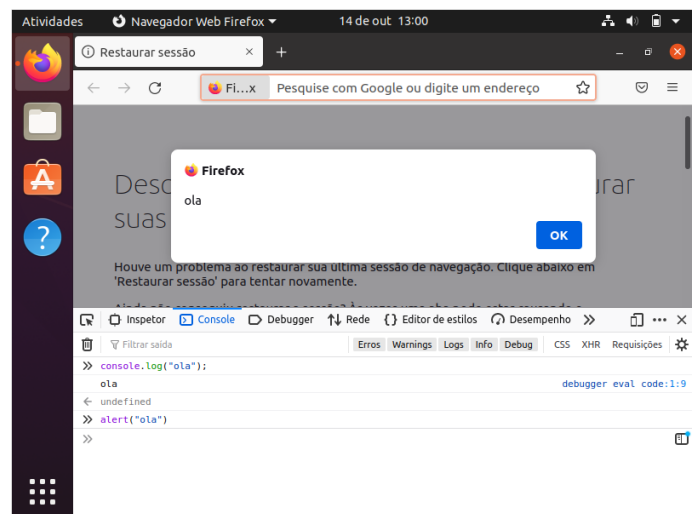 Atividades Navegador Web Firefox 14 de out 13:00
Restaurar sessão
Fi...x Pesquise com Google ou digite um endereço
Firefox
ola
OK
Desc urar
suas
Houve um problema ao restaurar sua última sessão de navegação. Clique abaixo em
'Restaurar sessão' para tentar novamente.
Inspetor Console Debugger Rede Editor de estilos Desempenho
Filtrar saída Erros Warnings Logs Info Debug CSS XHR Requisições
console.log("ola");
ola debugger eval code:1:9
undefined
alert("ola")